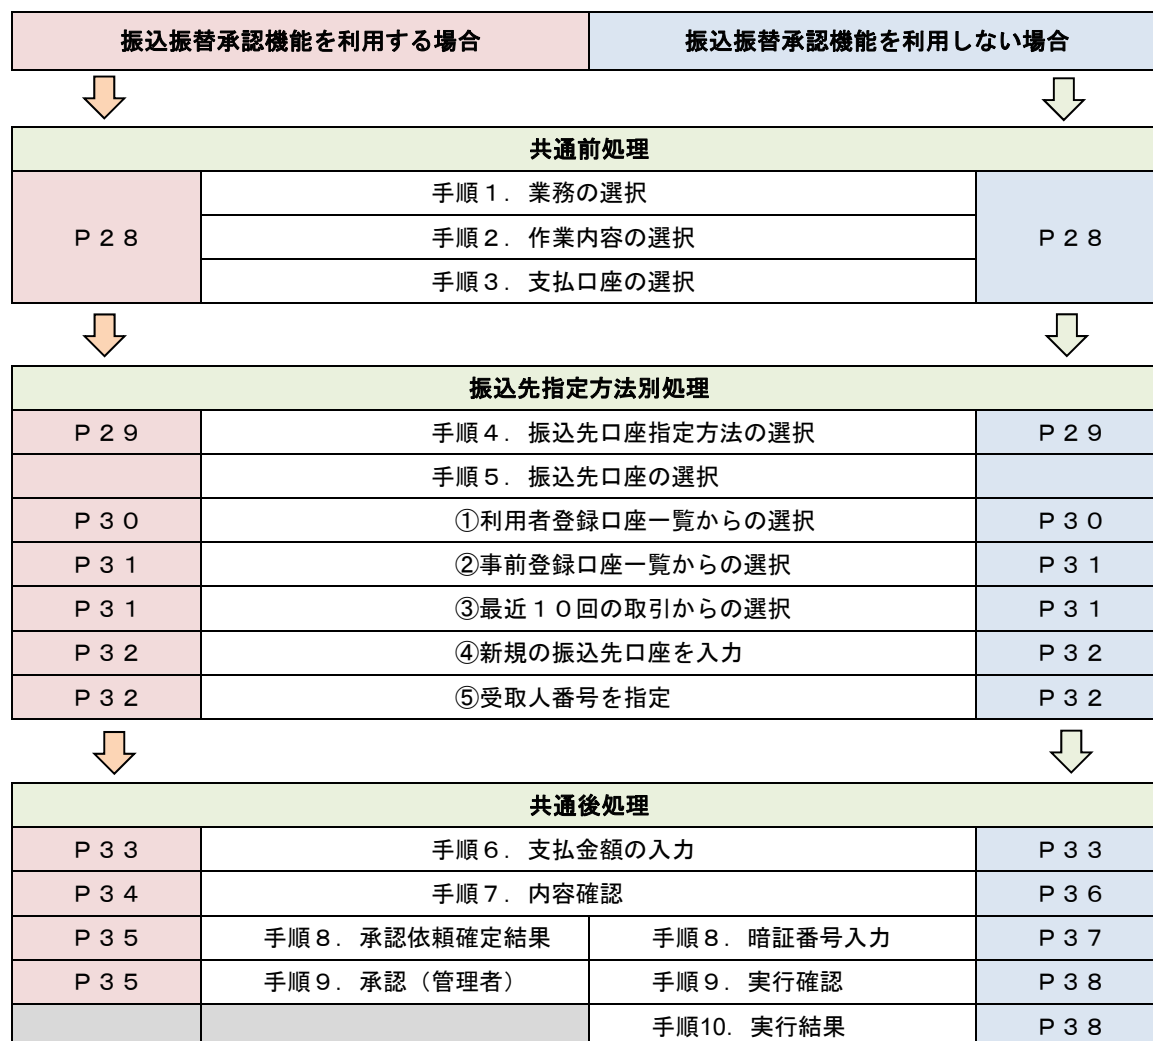 振込振替承認機能を利用する場合 振込振替承認機能を利用しない場合
共通前処理
手順１．業務の選択
Ｐ２８ 手順２．作業内容の選択 Ｐ２８
手順３．支払口座の選択
振込先指定方法別処理
Ｐ２９ 手順４．振込先口座指定方法の選択 Ｐ２９
手順５．振込先口座の選択
Ｐ３０ ①利用者登録口座一覧からの選択 Ｐ３０
Ｐ３１ ②事前登録口座一覧からの選択 Ｐ３１
Ｐ３１ ③最近１０回の取引からの選択 Ｐ３１
Ｐ３２ ④新規の振込先口座を入力 Ｐ３２
Ｐ３２ ⑤受取人番号を指定 Ｐ３２
共通後処理
Ｐ３３ 手順６．支払金額の入力 Ｐ３３
Ｐ３４ 手順７．内容確認 Ｐ３６
Ｐ３５ 手順８．承認依頼確定結果 手順８．暗証番号入力 Ｐ３７
Ｐ３５ 手順９．承認（管理者） 手順９．実行確認 Ｐ３８
手順10．実行結果 Ｐ３８